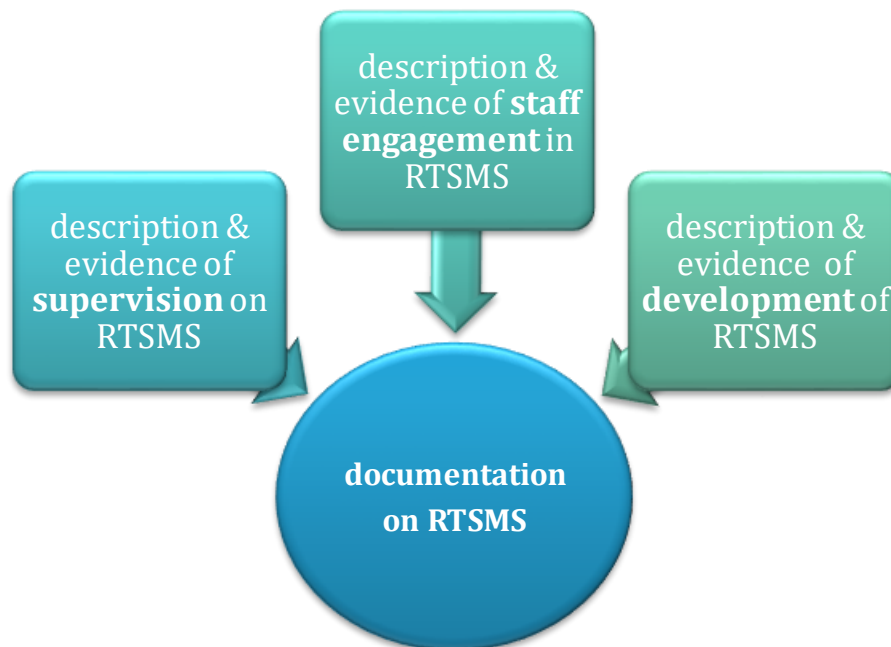 description &
evidence of staff
engagement in
RTSMS
description &
evidence of
supervision on
RTSMS
description &
evidence of
development of
RTSMS
documentation
on RTSMS